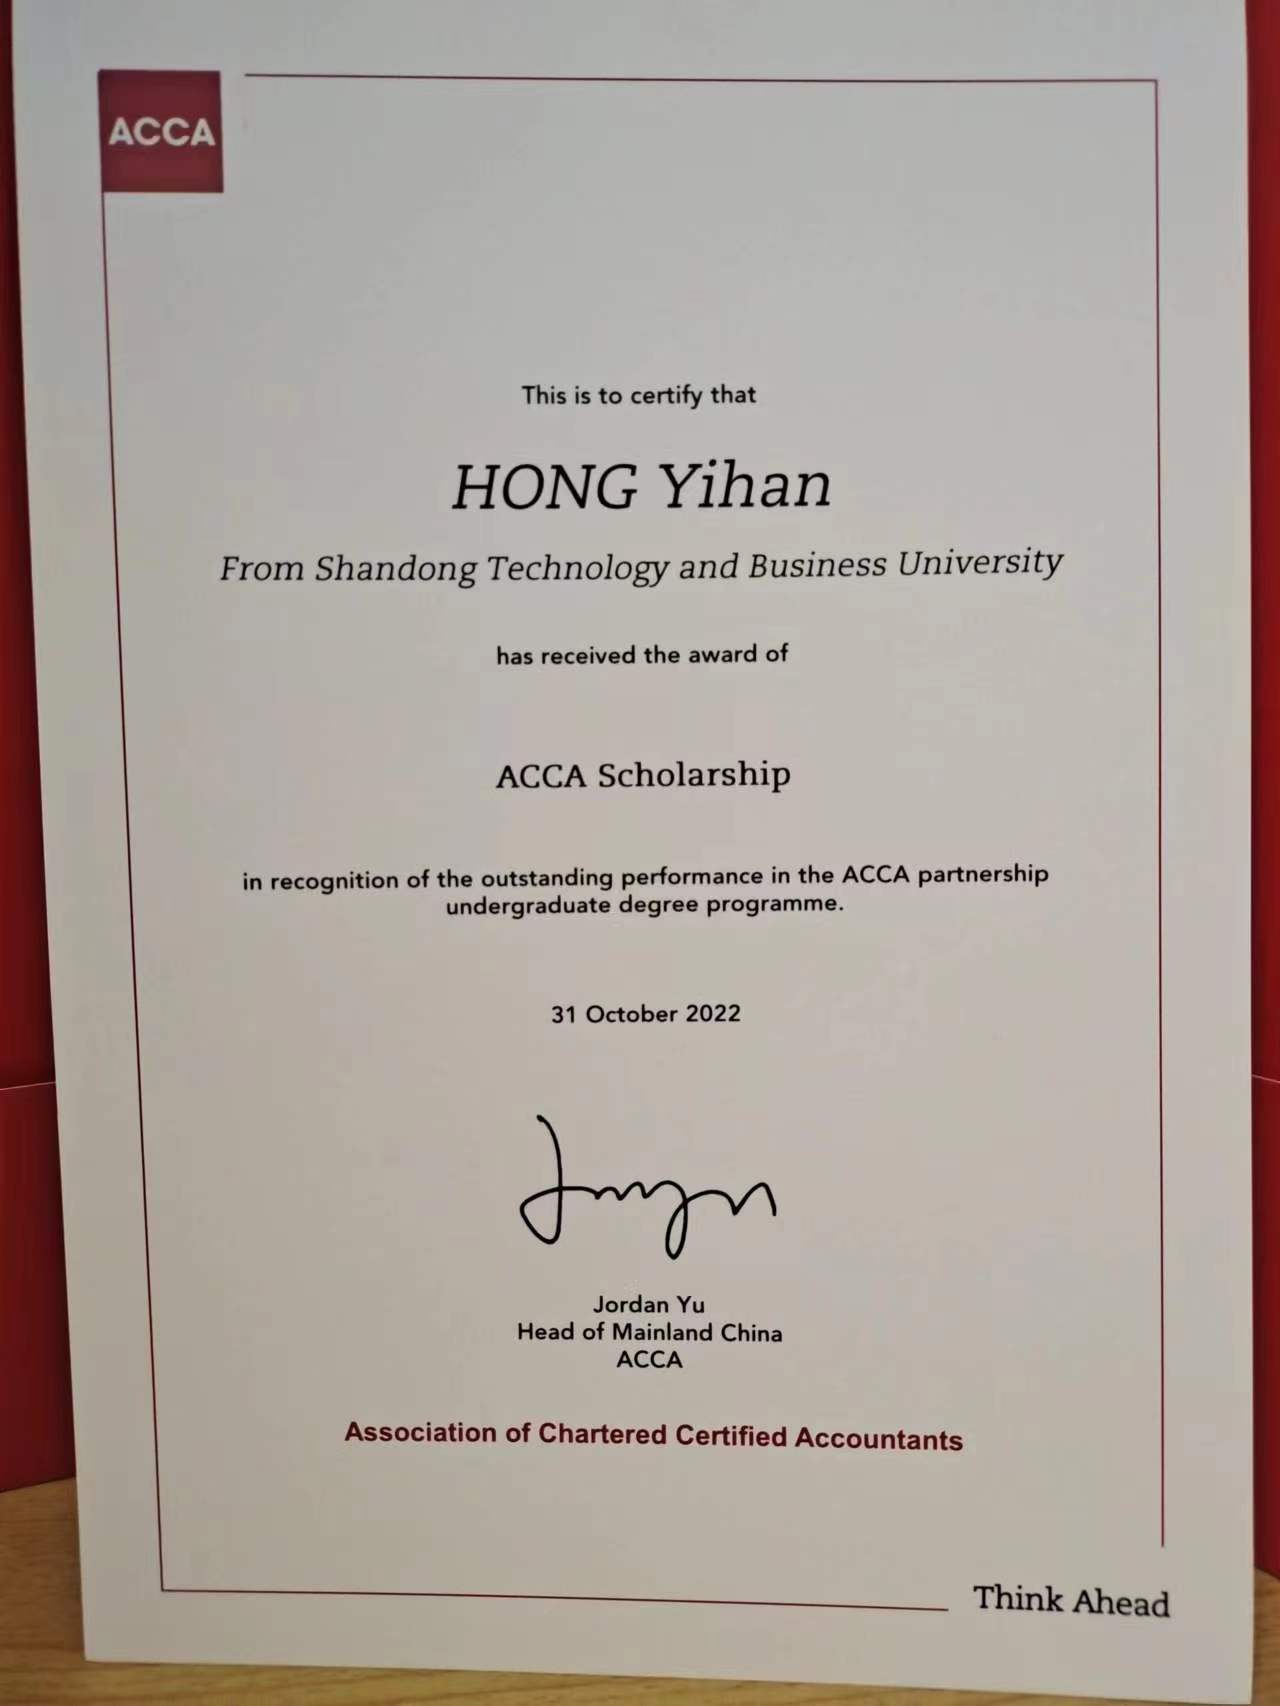 ACCA
This is to certify that
HONG Yihan
From Shandong Technology and Business University
has received the award of
ACCA Scholarship
in recognition of the outstanding performance in the ACCA partnership
undergraduate degree programme.
31 October 2022
Jordan Yu
Head of Mainland China
ACCA
Association of Chartered Certified Accountants
Think Ahead